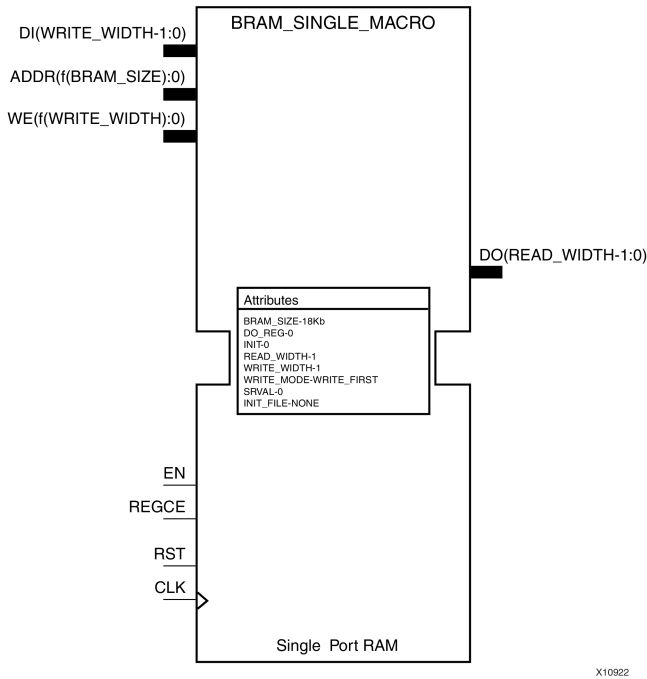 BRAM_SINGLE_MACRO
DI(WRITE_WIDTH-1:0)
ADDR(f(BRAM_SIZE):0)
WE(f(WRITE_WIDTH):0)
DO(READ_WIDTH-1:0)
Attributes
BRAM_SIZE-18Kb
DO_REG-0
INIT-0
READ_WIDTH-1
WRITE_WIDTH-1
WRITE_MODE-WRITE_FIRST
SRVAL-0
INIT_FILE-NONE
EN
REGCE
RST
CLK
Single Port RAM
X10922